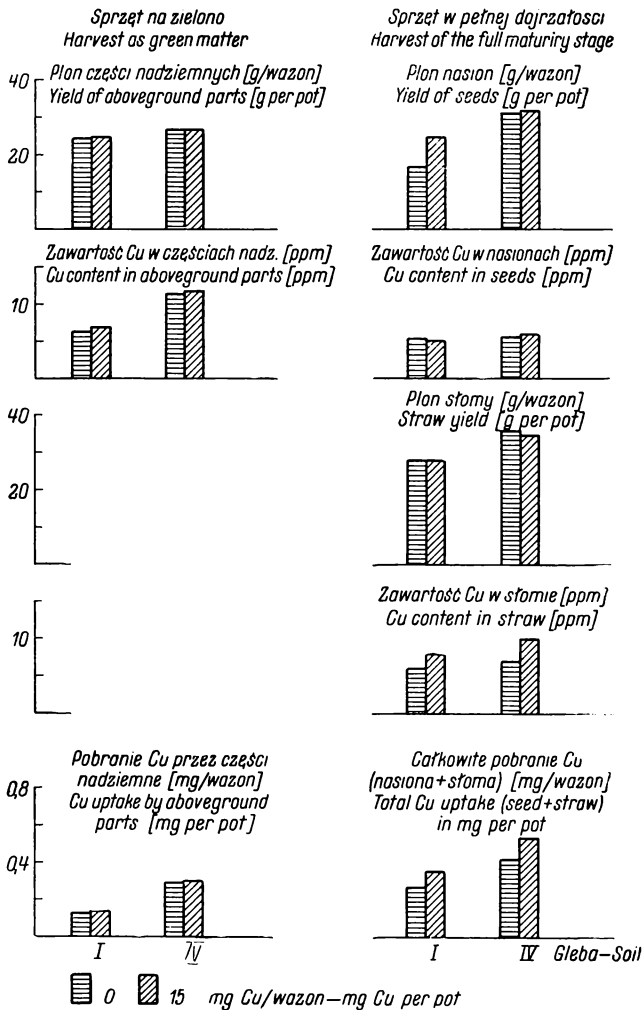 Sprzęt na zielono
Harvest as green matter
Sprzęt w pełnej dojrzałosci
Harvest of the full maturiry stage
Plon części nadziemnych [g/wazon]
Yield of aboveground parts [g per pot]
Plon nasion [g/wazon]
Yield of seeds [g per pot]
40
20
Zawartość Cu w częściach nadz. [ppm]
Cu content in aboveground parts [ppm]
Zawartość Cu w nasionach [ppm]
Cu content in seeds [ppm]
10
Plon słomy [g/wazon]
Straw yield [g per pot]
40
20
Zawartość Cu w słomie [ppm]
Cu content in straw [ppm]
10
Pobranie Cu przez części
nadziemne [mg/wazon]
Cu uptake by aboveground
parts [mg per pot]
Całkowite pobranie Cu
(nasiona+słoma) [mg/wazon]
Total Cu uptake (seed+straw)
in mg per pot
0,8
0,4
I IV I IV Gleba–Soil
0 15 mg Cu/wazon–mg Cu per pot